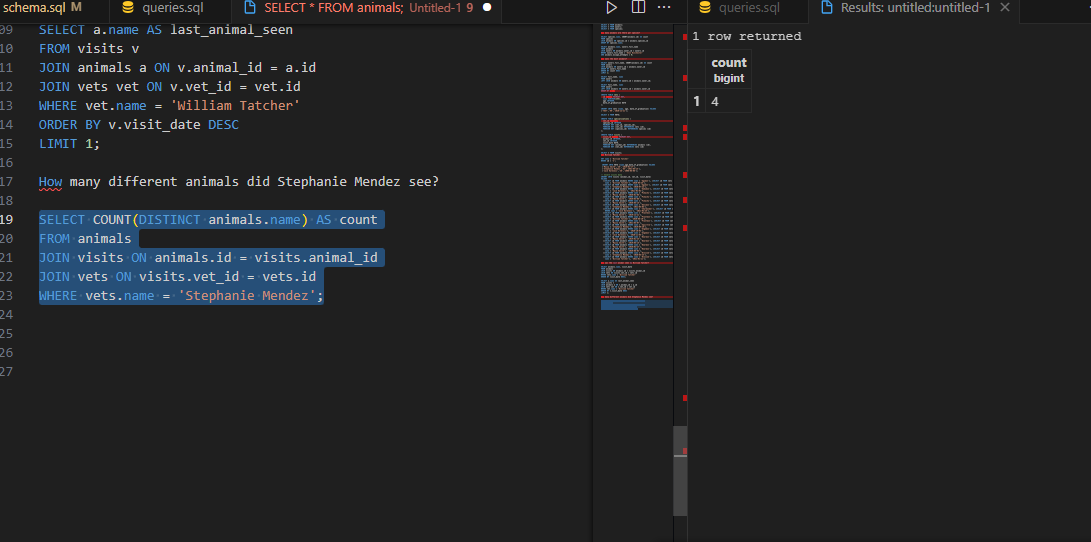 schema.sql M
queries.sql
SELECT * FROM animals; Untitled-1 9
queries.sql
Results: untitled:untitled-1
09 SELECT a.name AS last_animal_seen
10 FROM visits v
11 JOIN animals a ON v.animal_id = a.id
12 JOIN vets vet ON v.vet_id = vet.id
13 WHERE vet.name = 'William Tatcher'
14 ORDER BY v.visit_date DESC
15 LIMIT 1;
16
17 How many different animals did Stephanie Mendez see?
18
19 SELECT COUNT(DISTINCT animals.name) AS count
20 FROM animals
21 JOIN visits ON animals.id = visits.animal_id
22 JOIN vets ON visits.vet_id = vets.id
23 WHERE vets.name = 'Stephanie Mendez';
24
25
26
27
1 row returned
count
bigint
1 4